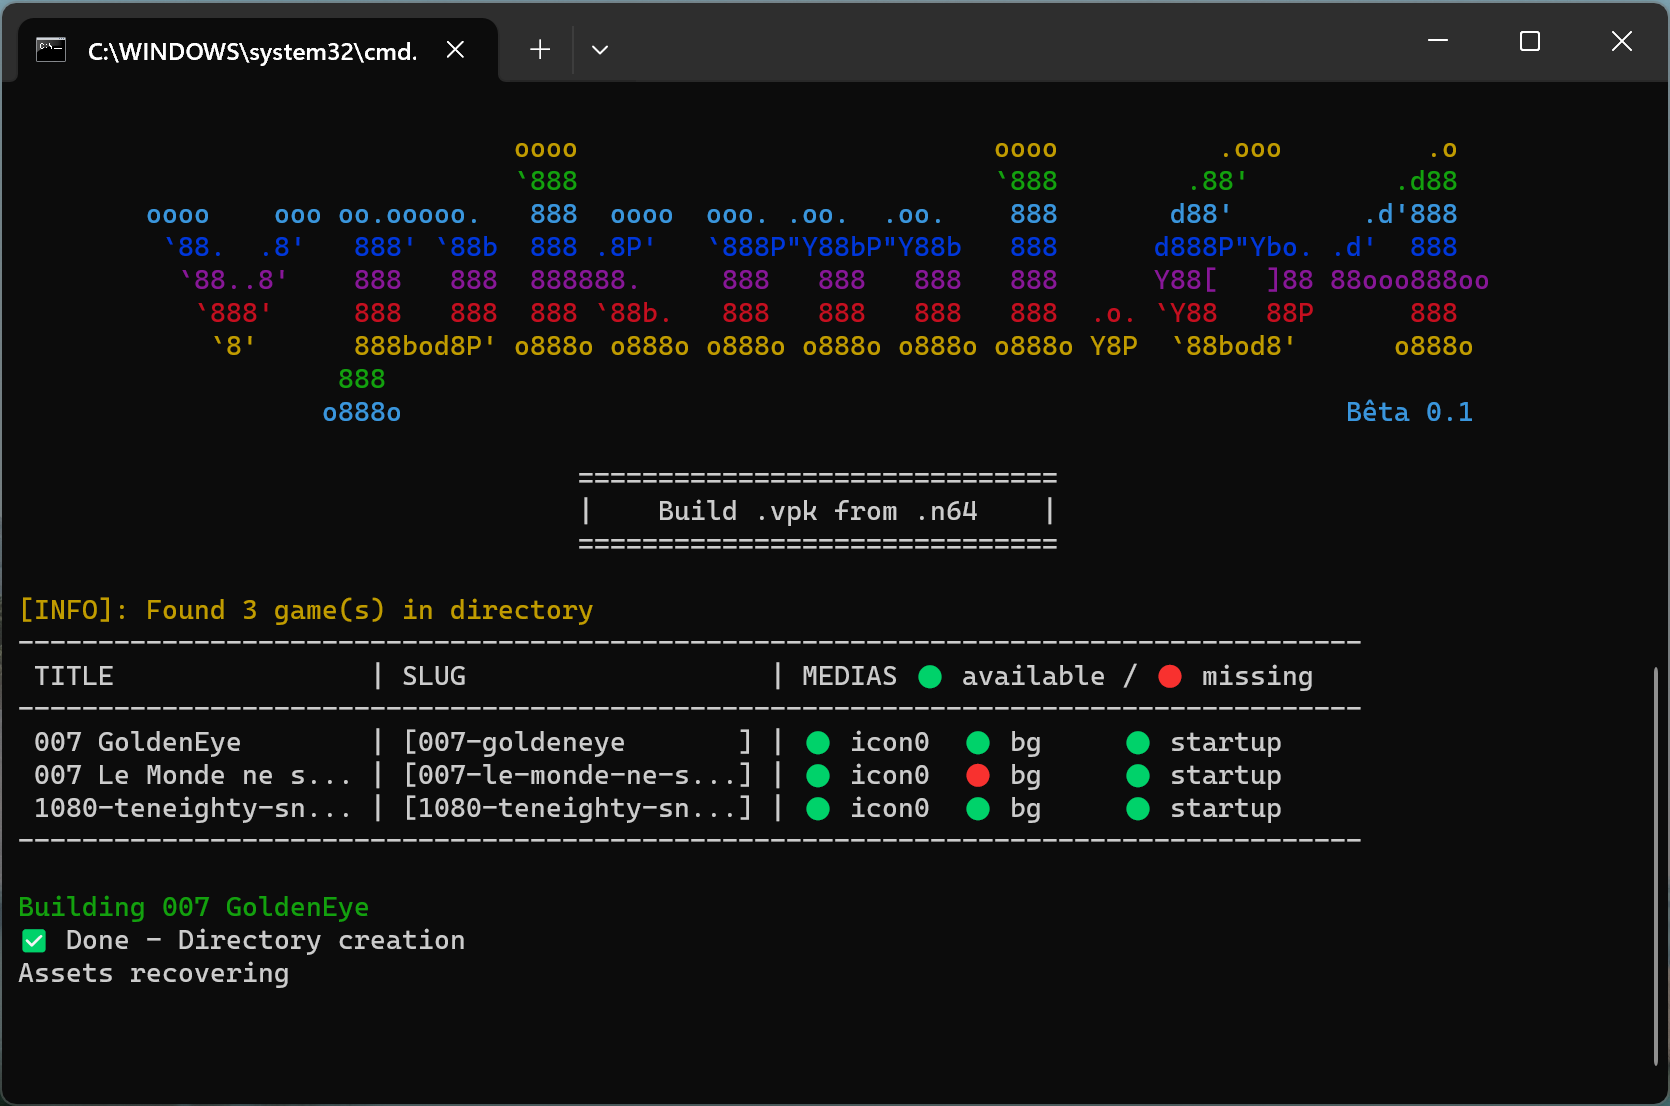 C:\WINDOWS\system32\cmd.
                               oooo                          oooo          .ooo         .o
                               `888                          `888        .88'         .d88
        oooo    ooo oo.ooooo.   888  oooo  ooo. .oo.  .oo.    888       d88'        .d'888
         `88.  .8'   888' `88b  888 .8P'   `888P"Y88bP"Y88b   888      d888P"Ybo. .d'  888
          `88..8'    888   888  888888.     888   888   888   888      Y88[   ]88 88ooo888oo
           `888'     888   888  888 `88b.   888   888   888   888  .o. `Y88   88P      888
            `8'      888bod8P' o888o o888o o888o o888o o888o o888o Y8P  `88bod8'      o888o
                    888
                   o888o                                                           Bêta 0.1
==============================
|    Build .vpk from .n64    |
==============================
[INFO]: Found 3 game(s) in directory
------------------------------------------------------------------------------------
TITLE | SLUG | MEDIAS 🟢 available / 🔴 missing
------------------------------------------------------------------------------------
007 GoldenEye | [007-goldeneye ] | 🟢 icon0 🟢 bg 🟢 startup
007 Le Monde ne s... | [007-le-monde-ne-s...] | 🟢 icon0 🔴 bg 🟢 startup
1080-teneighty-sn... | [1080-teneighty-sn...] | 🟢 icon0 🟢 bg 🟢 startup
------------------------------------------------------------------------------------
Building 007 GoldenEye
✅ Done - Directory creation
Assets recovering